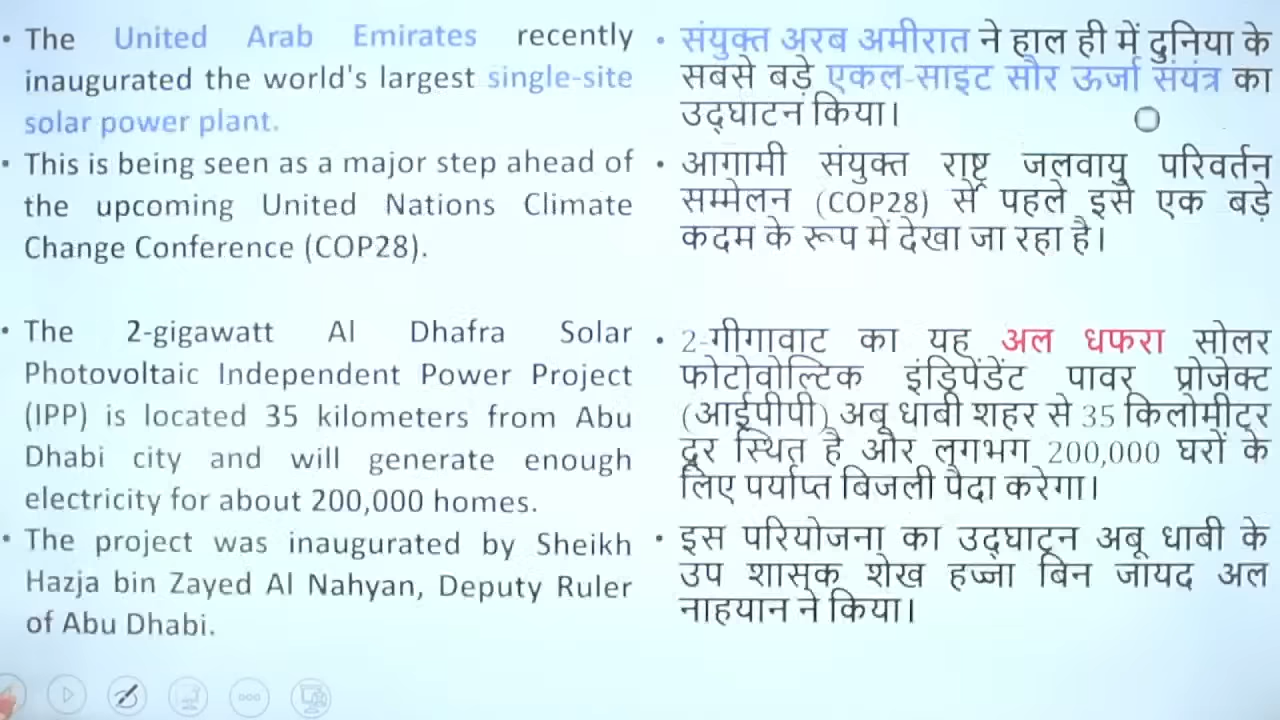 • The United Arab Emirates recently
inaugurated the world's largest single-site
solar power plant.
• This is being seen as a major step ahead of
the upcoming United Nations Climate
Change Conference (COP28).
• The 2-gigawatt Al Dhafra Solar
Photovoltaic Independent Power Project
(IPP) is located 35 kilometers from Abu
Dhabi city and will generate enough
electricity for about 200,000 homes.
• The project was inaugurated by Sheikh
Hazja bin Zayed Al Nahyan, Deputy Ruler
of Abu Dhabi.
• संयुक्त अरब अमीरात ने हाल ही में दुनिया के
सबसे बड़े एकल-साइट सौर ऊर्जा संयंत्र का
उद्घाटन किया।
• आगामी संयुक्त राष्ट्र जलवायु परिवर्तन
सम्मेलन (COP28) से पहले इसे एक बड़े
कदम के रूप में देखा जा रहा है।
• 2-गीगावाट का यह अल धफरा सोलर
फोटोवोल्टिक इंडिपेंडेंट पावर प्रोजेक्ट
(आईपीपी) अबू धाबी शहर से 35 किलोमीटर
दूर स्थित है और लगभग 200,000 घरों के
लिए पर्याप्त बिजली पैदा करेगा।
• इस परियोजना का उद्घाटन अबू धाबी के
उप शासक शेख हज्जा बिन जायद अल
नाहयान ने किया।